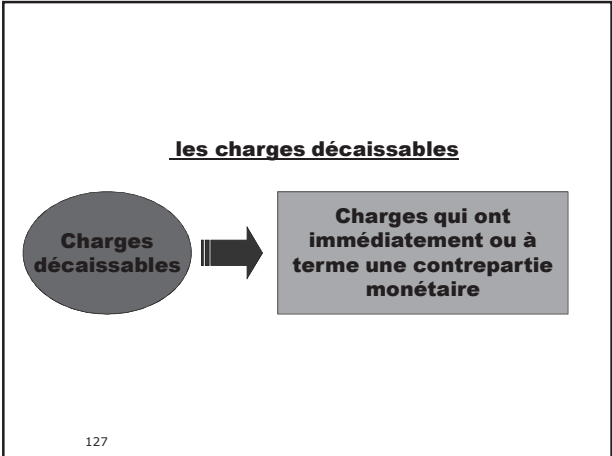 les charges décaissables
Charges
décaissables
Charges qui ont
immédiatement ou à
terme une contrepartie
monétaire
127